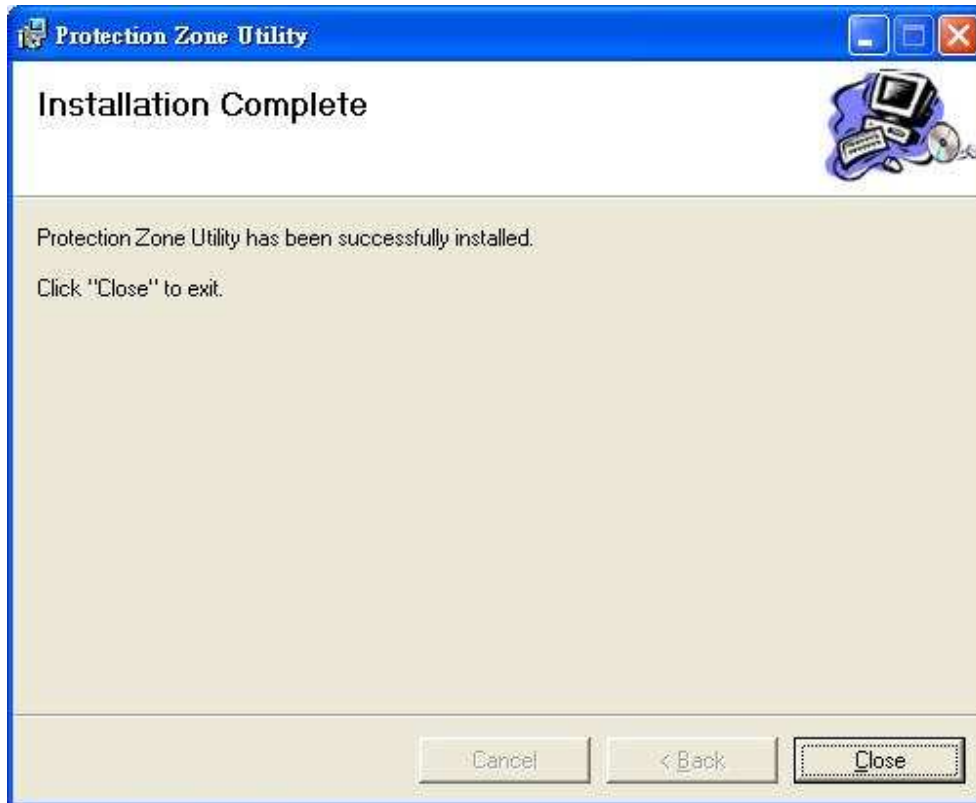 Protection Zone Utility
Installation Complete
Protection Zone Utility has been successfully installed.
Click "Close" to exit.
Cancel
< Back
Close